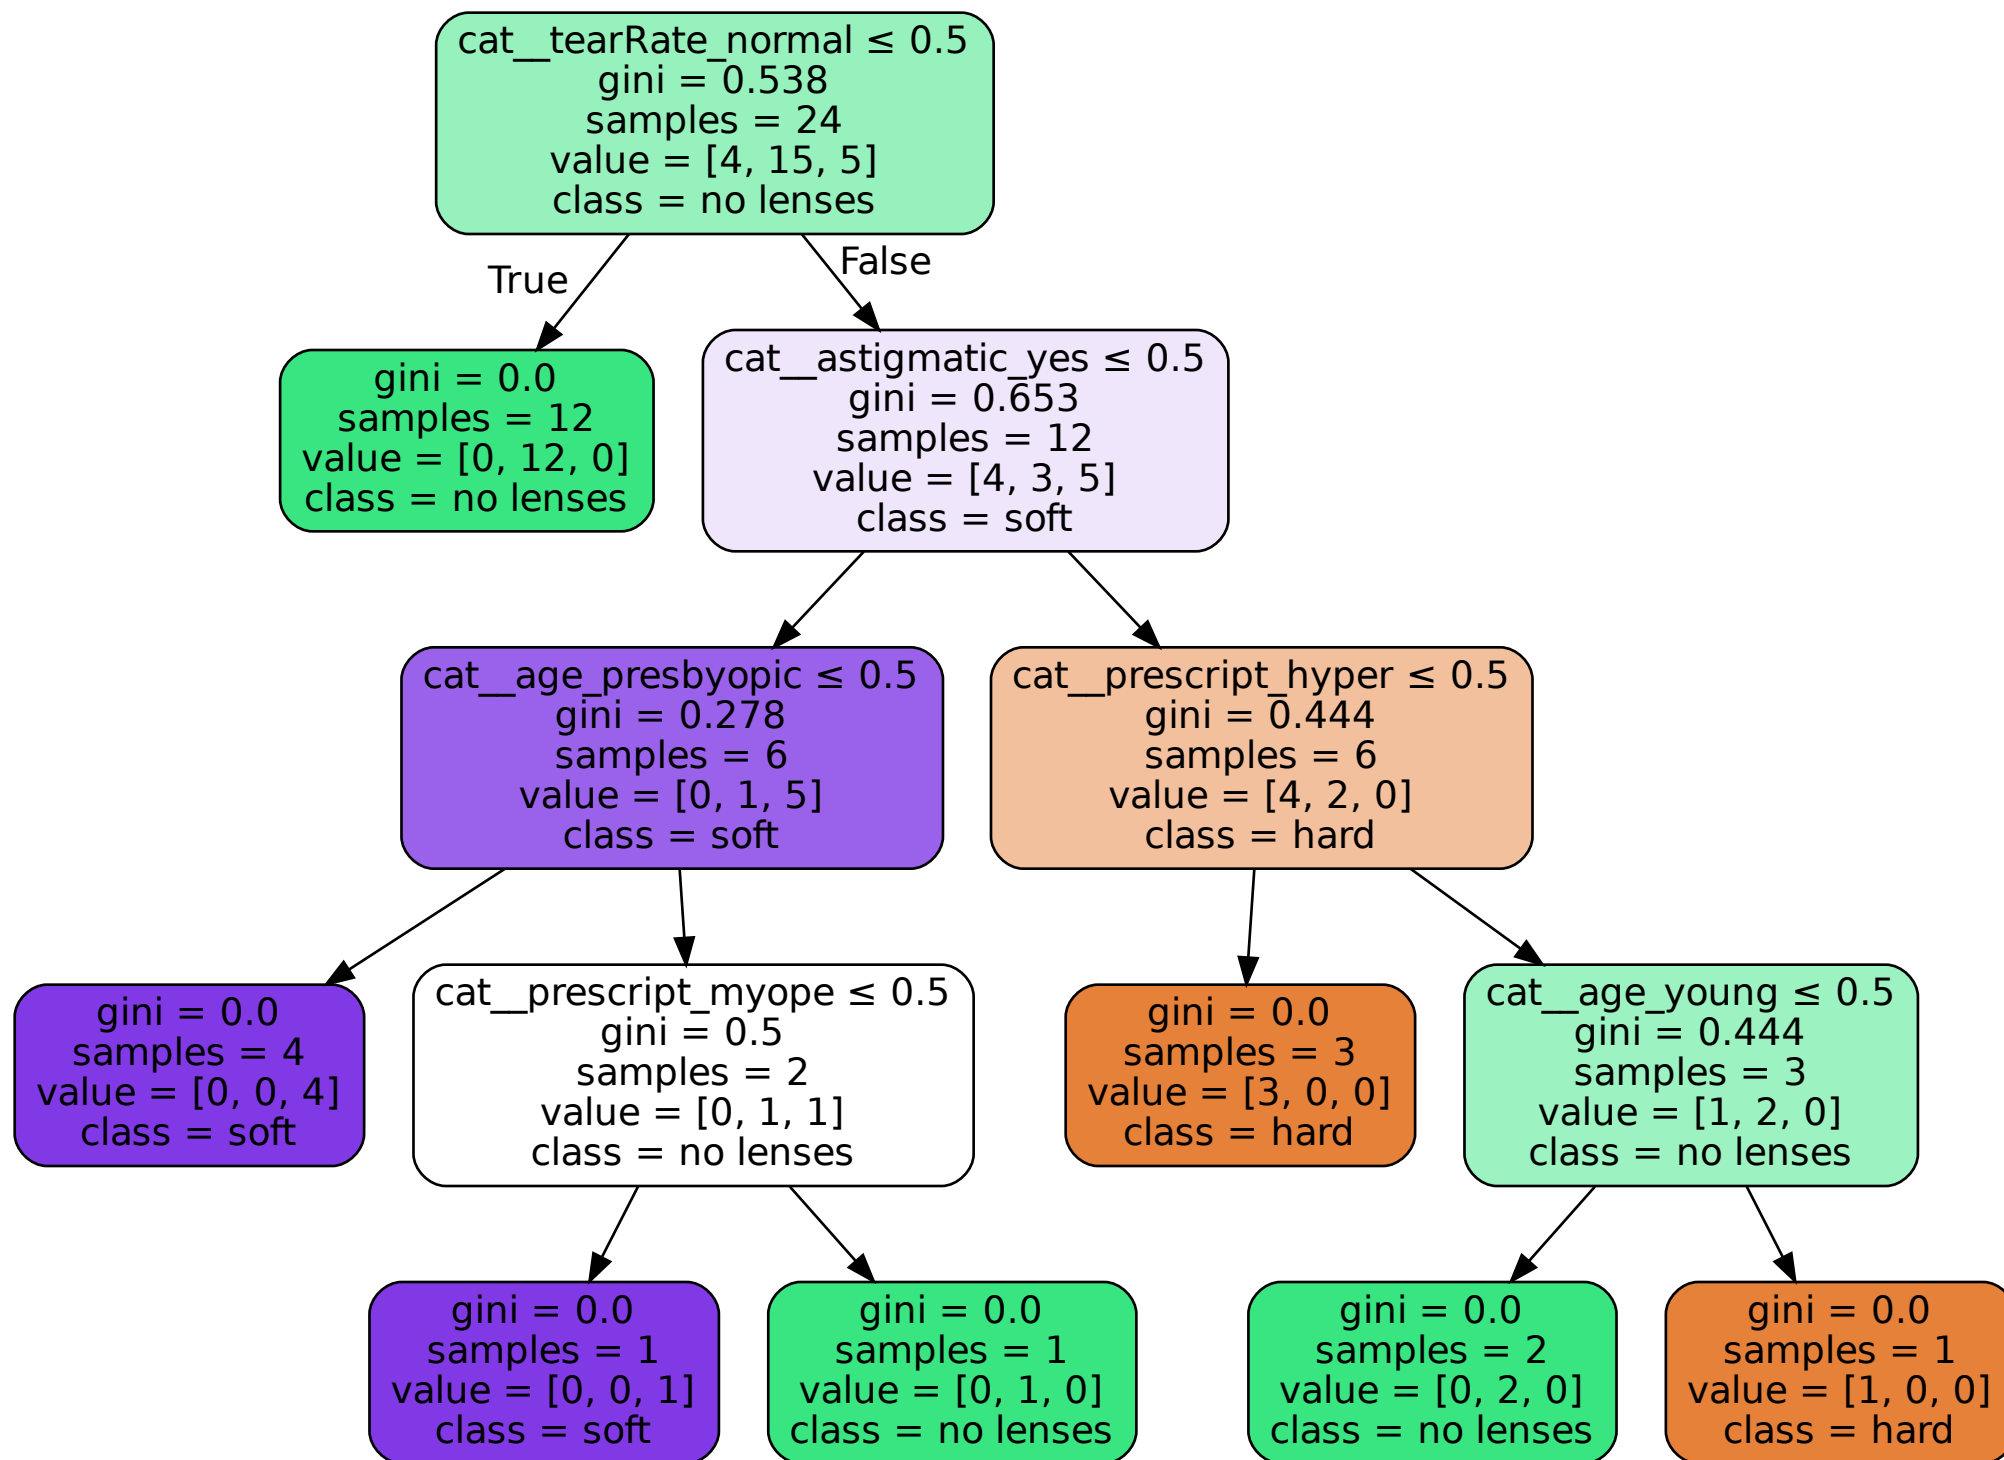 cat__tearRate_normal ≤ 0.5
gini = 0.538
samples = 24
value = [4, 15, 5]
class = no lenses
True
False
gini = 0.0
samples = 12
value = [0, 12, 0]
class = no lenses
cat__astigmatic_yes ≤ 0.5
gini = 0.653
samples = 12
value = [4, 3, 5]
class = soft
cat__age_presbyopic ≤ 0.5
gini = 0.278
samples = 6
value = [0, 1, 5]
class = soft
cat__prescript_hyper ≤ 0.5
gini = 0.444
samples = 6
value = [4, 2, 0]
class = hard
gini = 0.0
samples = 4
value = [0, 0, 4]
class = soft
cat__prescript_myope ≤ 0.5
gini = 0.5
samples = 2
value = [0, 1, 1]
class = no lenses
gini = 0.0
samples = 3
value = [3, 0, 0]
class = hard
cat__age_young ≤ 0.5
gini = 0.444
samples = 3
value = [1, 2, 0]
class = no lenses
gini = 0.0
samples = 1
value = [0, 0, 1]
class = soft
gini = 0.0
samples = 1
value = [0, 1, 0]
class = no lenses
gini = 0.0
samples = 2
value = [0, 2, 0]
class = no lenses
gini = 0.0
samples = 1
value = [1, 0, 0]
class = hard